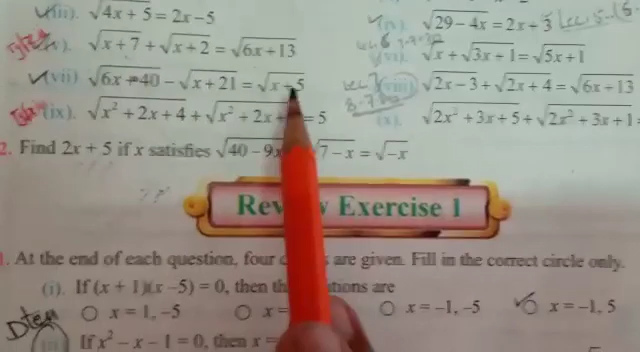 (iii). √4x + 5 = 2x - 5
(iv). √29 - 4x = 2x + 3
(v). √x + 7 + √x + 2 = √6x + 13
(vi). √x + √3x + 1 = √5x + 1
(vii) √6x + 40 - √x + 21 = √x + 5
(viii) √2x - 3 + √2x + 4 = √6x + 13
(ix). √x² + 2x + 4 + √x² + 2x = 5
(x). √2x² + 3x + 5 + √2x² + 3x + 1 =
2. Find 2x + 5 if x satisfies √40 - 9x √7 - x = √-x
Review Exercise 1
1. At the end of each question, four are given. Fill in the correct circle only.
(i). If (x + 1)(x - 5) = 0, then the are
x = 1, -5 x = x = -1, -5 x = -1, 5
If x² - x - 1 = 0, then x =